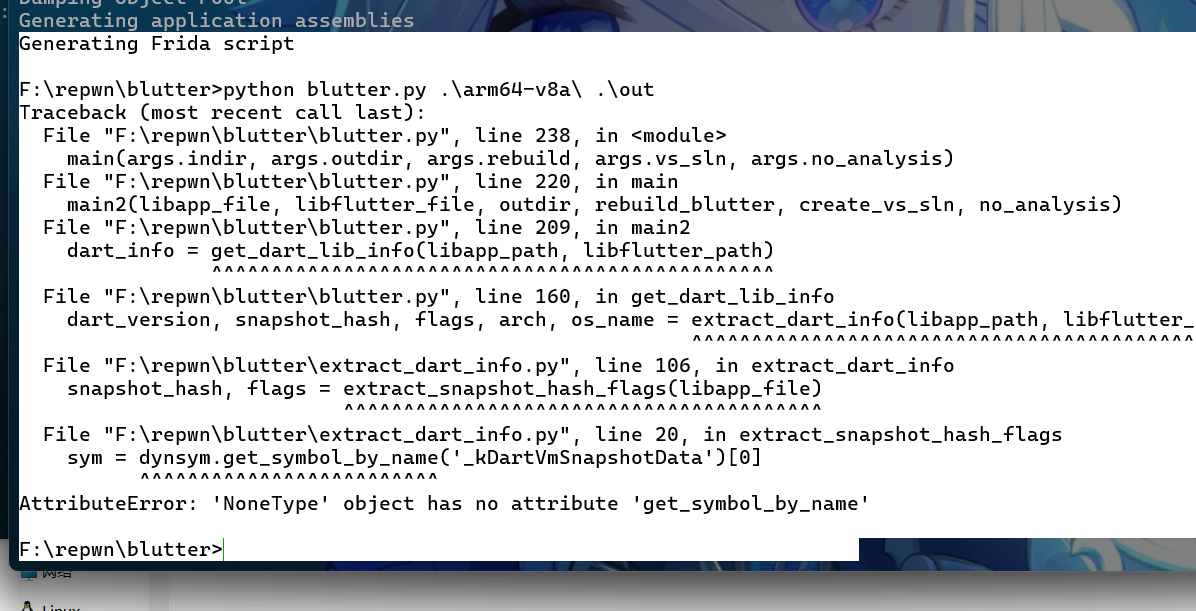 Dumping Object Pool
Generating application assemblies
Generating Frida script
F:\repwn\blutter>python blutter.py .\arm64-v8a\ .\out
Traceback (most recent call last):
  File "F:\repwn\blutter\blutter.py", line 238, in <module>
    main(args.indir, args.outdir, args.rebuild, args.vs_sln, args.no_analysis)
  File "F:\repwn\blutter\blutter.py", line 220, in main
    main2(libapp_file, libflutter_file, outdir, rebuild_blutter, create_vs_sln, no_analysis)
  File "F:\repwn\blutter\blutter.py", line 209, in main2
    dart_info = get_dart_lib_info(libapp_path, libflutter_path)
                ^^^^^^^^^^^^^^^^^^^^^^^^^^^^^^^^^^^^^^^^^^^^^^^
  File "F:\repwn\blutter\blutter.py", line 160, in get_dart_lib_info
    dart_version, snapshot_hash, flags, arch, os_name = extract_dart_info(libapp_path, libflutter_
                                                        ^^^^^^^^^^^^^^^^^^^^^^^^^^^^^^^^^^^^^^^^^^
  File "F:\repwn\blutter\extract_dart_info.py", line 106, in extract_dart_info
    snapshot_hash, flags = extract_snapshot_hash_flags(libapp_file)
                           ^^^^^^^^^^^^^^^^^^^^^^^^^^^^^^^^^^^^^^^^
  File "F:\repwn\blutter\extract_dart_info.py", line 20, in extract_snapshot_hash_flags
    sym = dynsym.get_symbol_by_name('_kDartVmSnapshotData')[0]
          ^^^^^^^^^^^^^^^^^^^^^^^^^
AttributeError: 'NoneType' object has no attribute 'get_symbol_by_name'
F:\repwn\blutter>
网络
Linux